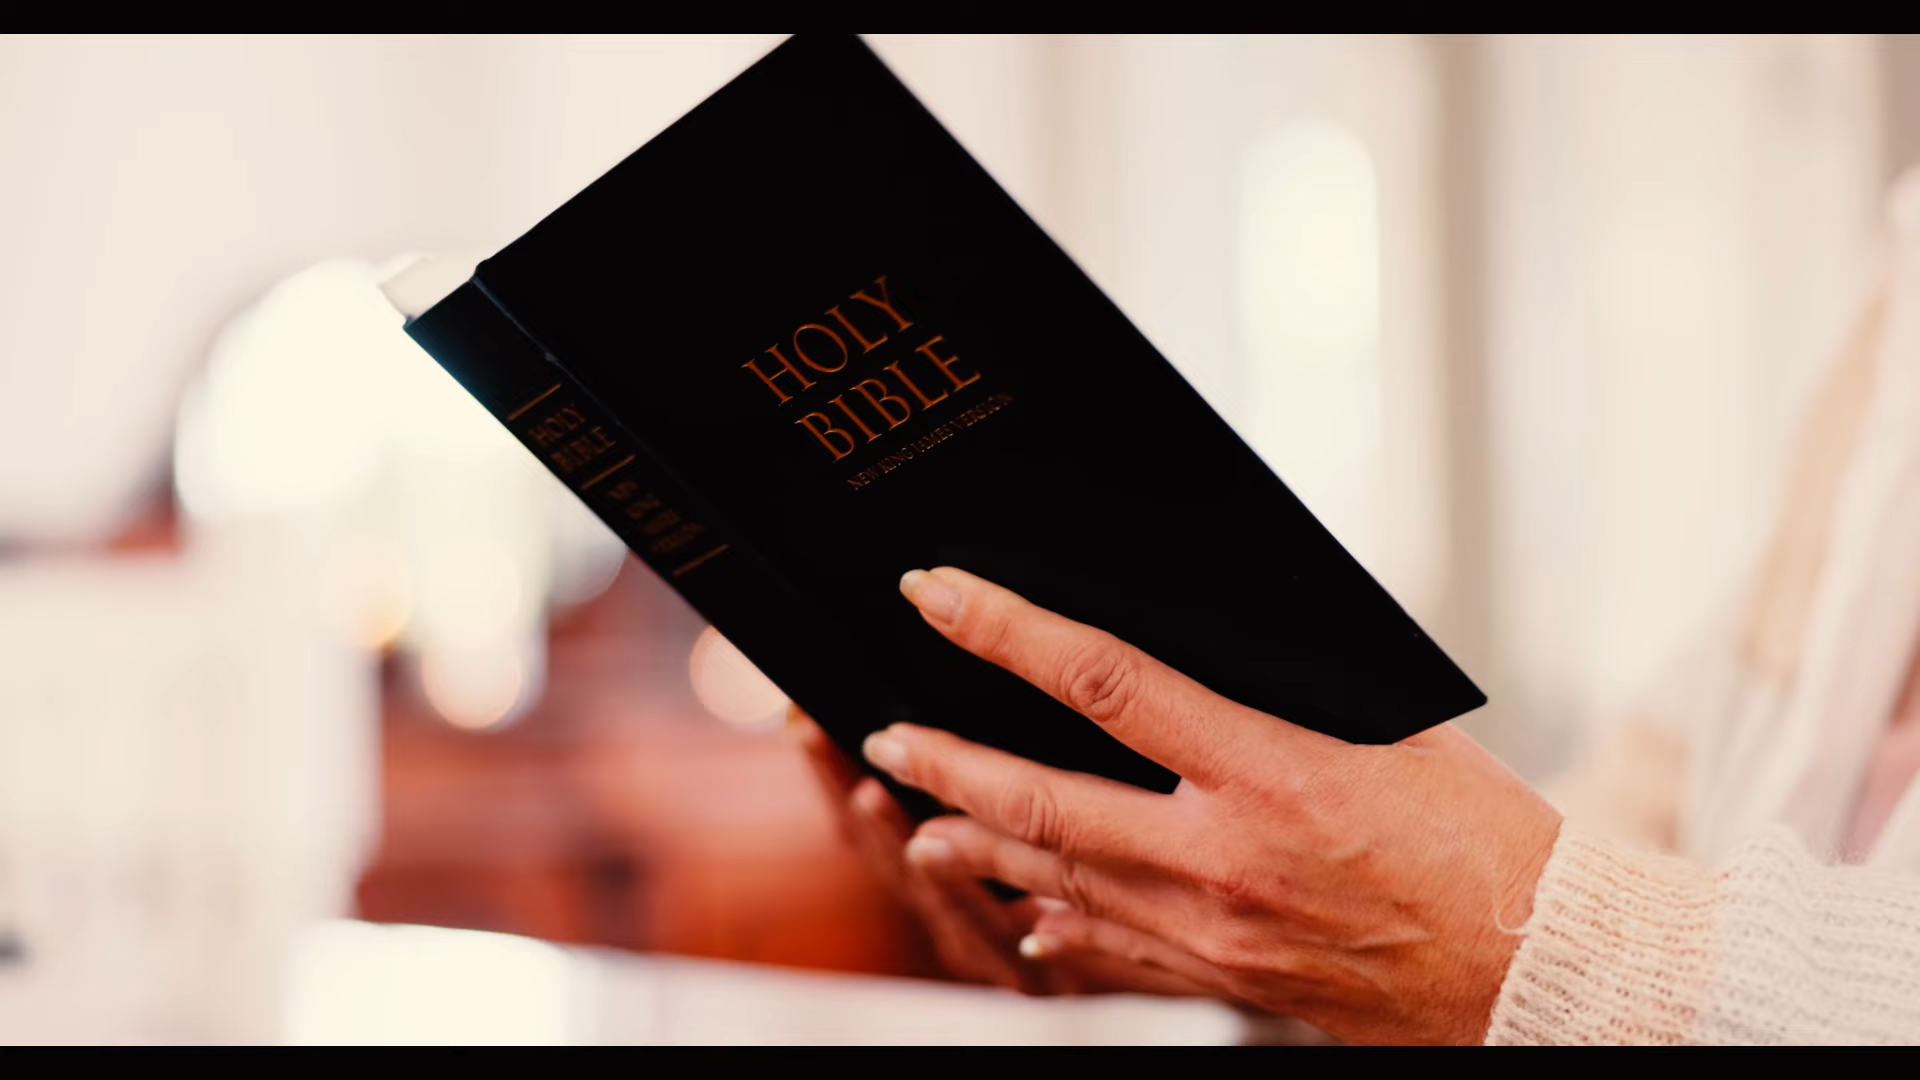 HOLY
BIBLE
NEW KING JAMES VERSION
HOLY
BIBLE